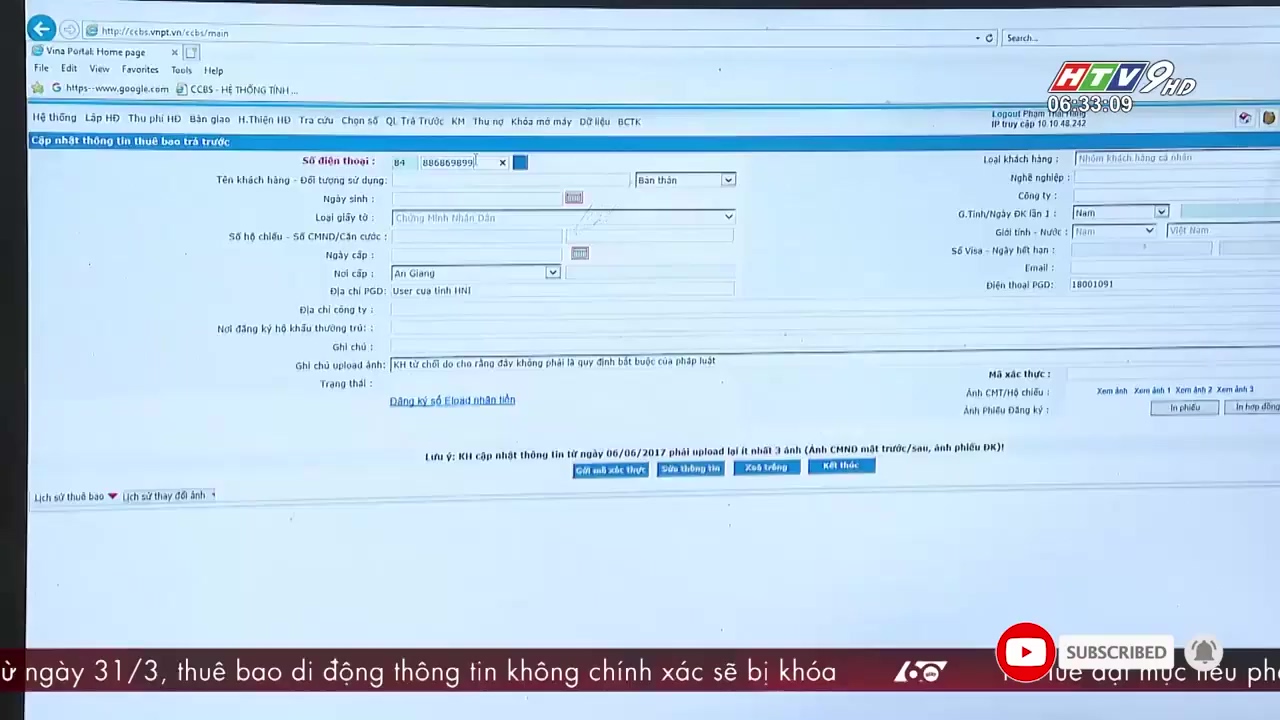 http://ccbs.vnpt.vn/ccbs/main
Search...
Vina Portal: Home page
File Edit View Favorites Tools Help
https--www.google.com CCBS - HỆ THỐNG TÍNH ...
HTV9 HD
06:33:09
Hệ thống Lắp HĐ Thu phí HĐ Bàn giao H.Thiện HĐ Tra cứu Chọn số QL Trả Trước KM Thu nợ Khóa mở máy Dữ liệu BCTK
Logout Phạm Thái Hùng
IP truy cập 10.10.48.242
Cập nhật thông tin thuê bao trả trước
Số điện thoại : 84 886869899 x
Loại khách hàng : Nhóm khách hàng cá nhân
Tên khách hàng - Đối tượng sử dụng: Bản thân
Nghề nghiệp :
Ngày sinh :
Công ty :
Loại giấy tờ : Chứng Minh Nhân Dân
G.Tính/Ngày ĐK lần 1 : Nam
Số hộ chiếu - Số CMND/Căn cước :
Giới tính - Nước : Nam Việt Nam
Ngày cấp :
Số Visa - Ngày hết hạn :
Nơi cấp : An Giang
Email :
Địa chỉ PGD: User của tỉnh HNI
Điện thoại PGD: 18001091
Địa chỉ công ty :
Nơi đăng ký hộ khẩu thường trú: :
Ghi chú :
Ghi chú upload ảnh: KH từ chối do cho rằng đây không phải là quy định bắt buộc của pháp luật
Trạng thái :
Mã xác thực :
Đăng ký số Eload nhận tiền
Ảnh CMT/Hộ chiếu : Xem ảnh Xem ảnh 1 Xem ảnh 2 Xem ảnh 3
Ảnh Phiếu Đăng ký : In phiếu In hợp đồng
Lưu ý: KH cập nhật thông tin từ ngày 06/06/2017 phải upload lại ít nhất 3 ảnh (Ảnh CMND mặt trước/sau, ảnh phiếu ĐK)!
Gửi mã xác thực Sửa thông tin Xoá trắng Kết thúc
Lịch sử thuê bao Lịch sử thay đổi ảnh
SUBSCRIBED
ừ ngày 31/3, thuê bao di động thông tin không chính xác sẽ bị khóa 60